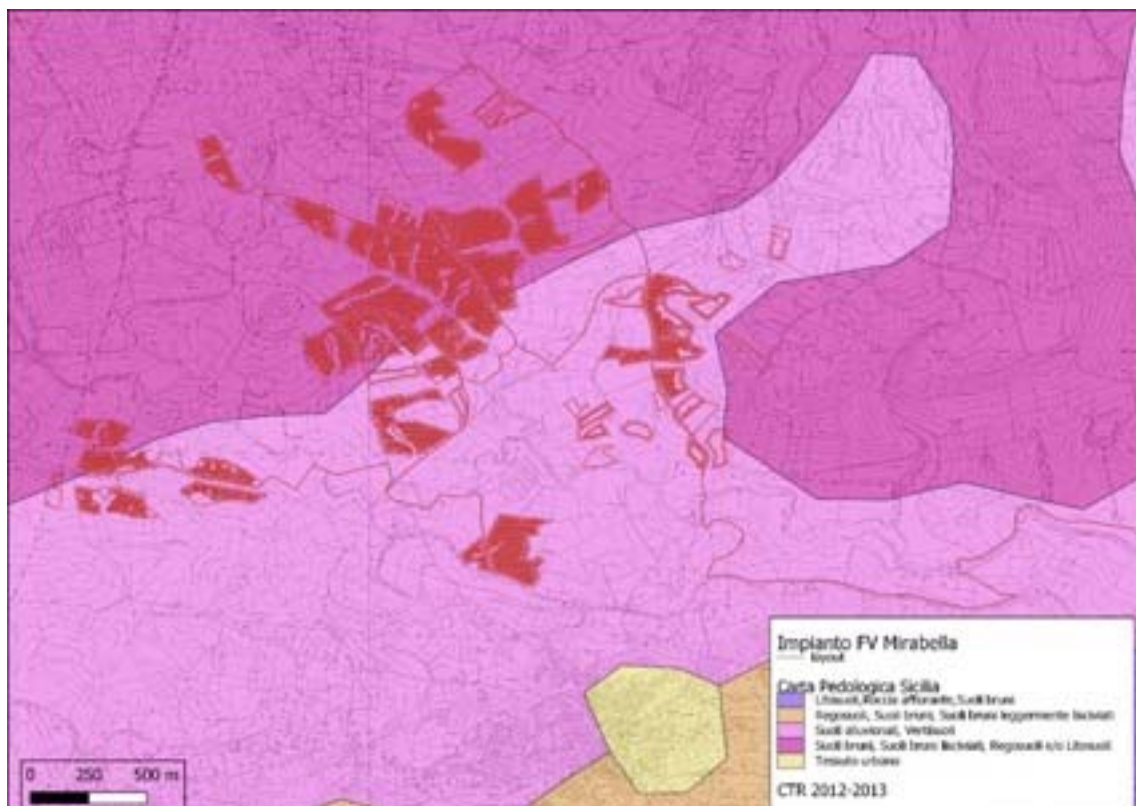 Impianto FV Mirabella
layout
Carta Pedologica Sicilia
Litosuoli,Roccia affiorante,Suoli bruni
Regosuoli, Suoli bruni, Suoli bruni leggermente lisciviati
Suoli alluvionali, Vertisuoli
Suoli bruni, Suoli bruni lisciviati, Regosuoli e/o Litosuoli
Tessuto urbano
CTR 2012-2013
0 250 500 m